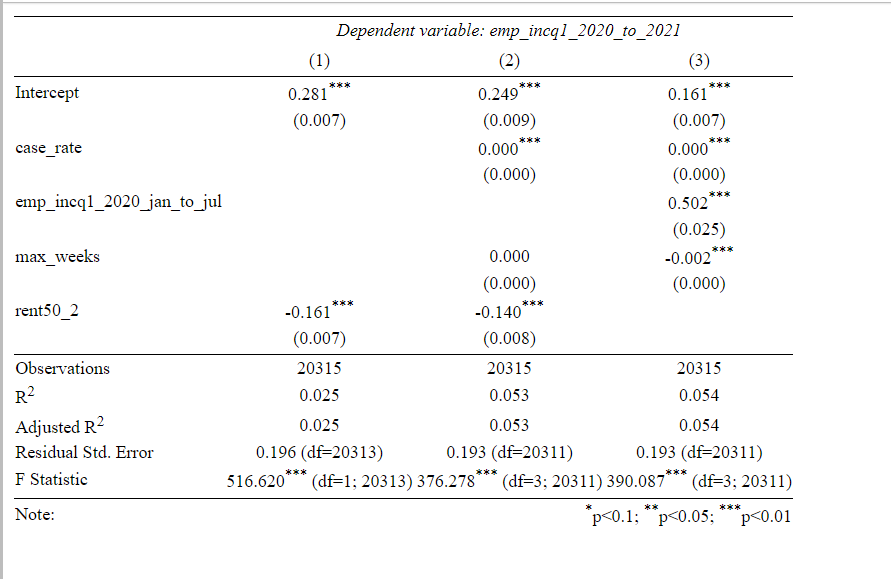 Dependent variable: emp_incq1_2020_to_2021
(1) (2) (3)
Intercept 0.281*** 0.249*** 0.161***
(0.007) (0.009) (0.007)
case_rate 0.000*** 0.000***
(0.000) (0.000)
emp_incq1_2020_jan_to_jul 0.502***
(0.025)
max_weeks 0.000 -0.002***
(0.000) (0.000)
rent50_2 -0.161*** -0.140***
(0.007) (0.008)
Observations 20315 20315 20315
R2 0.025 0.053 0.054
Adjusted R2 0.025 0.053 0.054
Residual Std. Error 0.196 (df=20313) 0.193 (df=20311) 0.193 (df=20311)
F Statistic 516.620*** (df=1; 20313) 376.278*** (df=3; 20311) 390.087*** (df=3; 20311)
Note: *p<0.1; **p<0.05; ***p<0.01